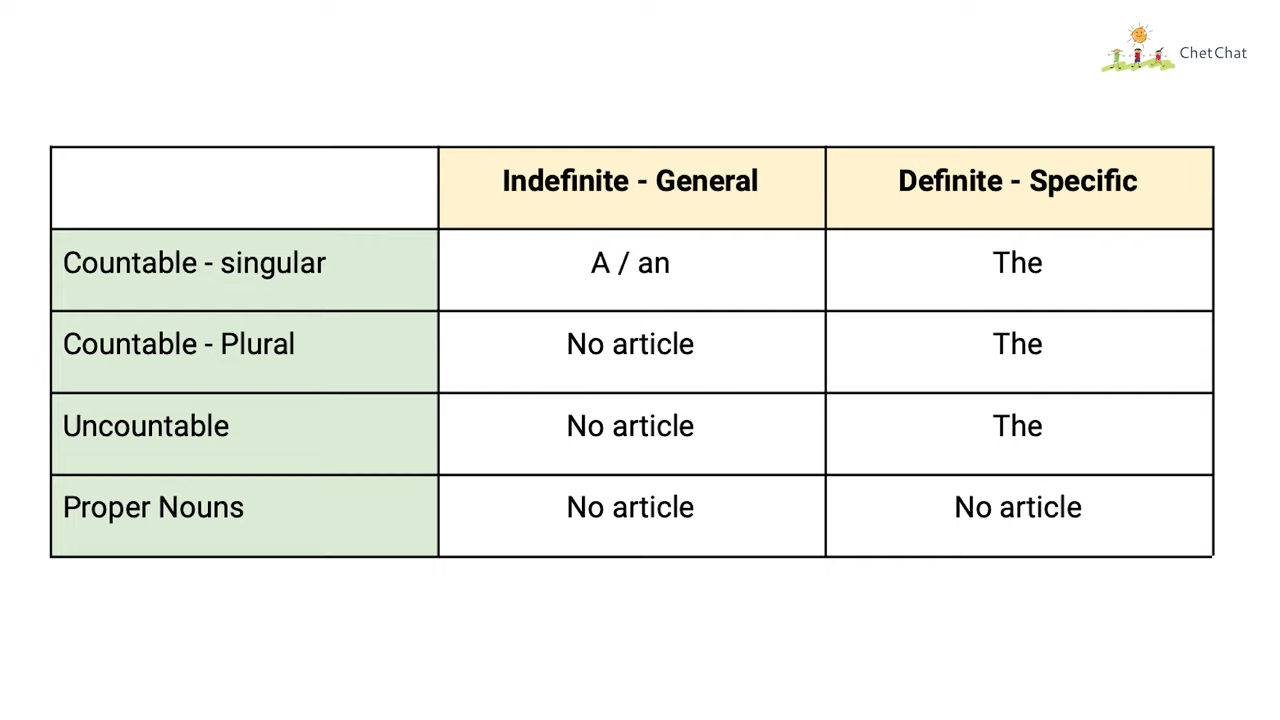 ChetChat
Indefinite - General
Definite - Specific
Countable - singular
A / an
The
Countable - Plural
No article
The
Uncountable
No article
The
Proper Nouns
No article
No article